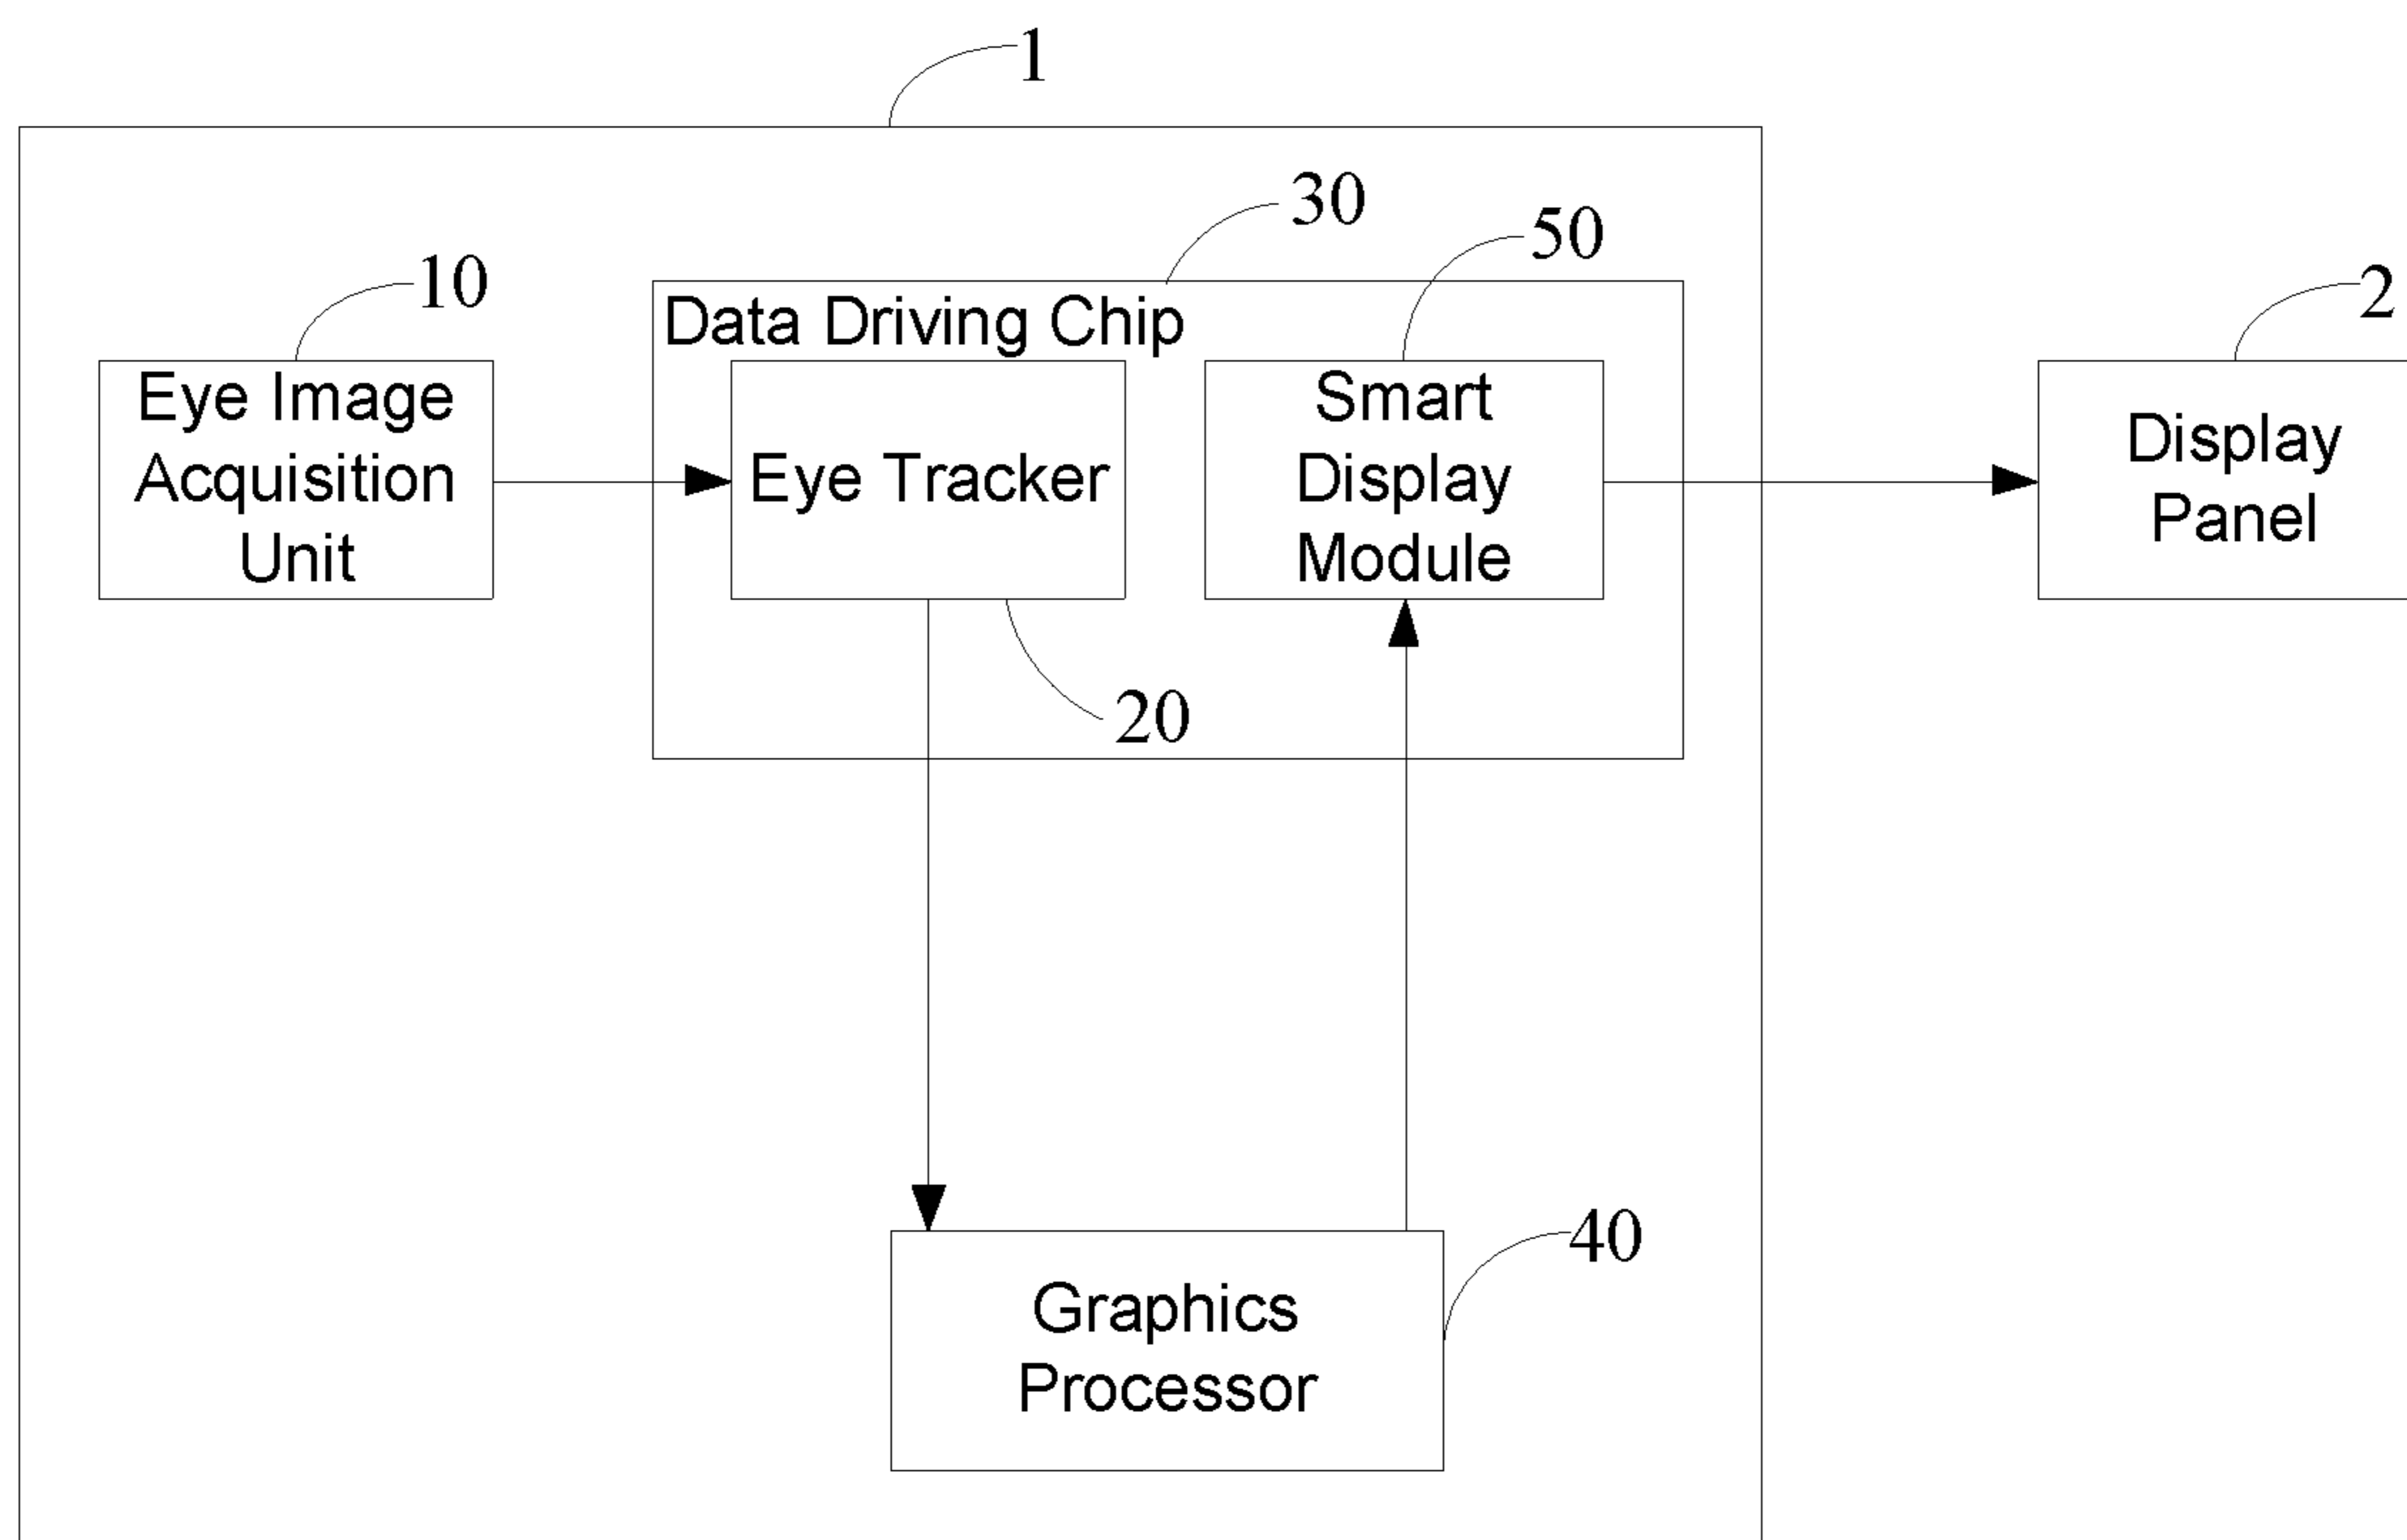 1
30
50
10
2
Data Driving Chip
Eye Image
Acquisition
Unit
Eye Tracker
Smart
Display
Module
Display
Panel
20
40
Graphics
Processor